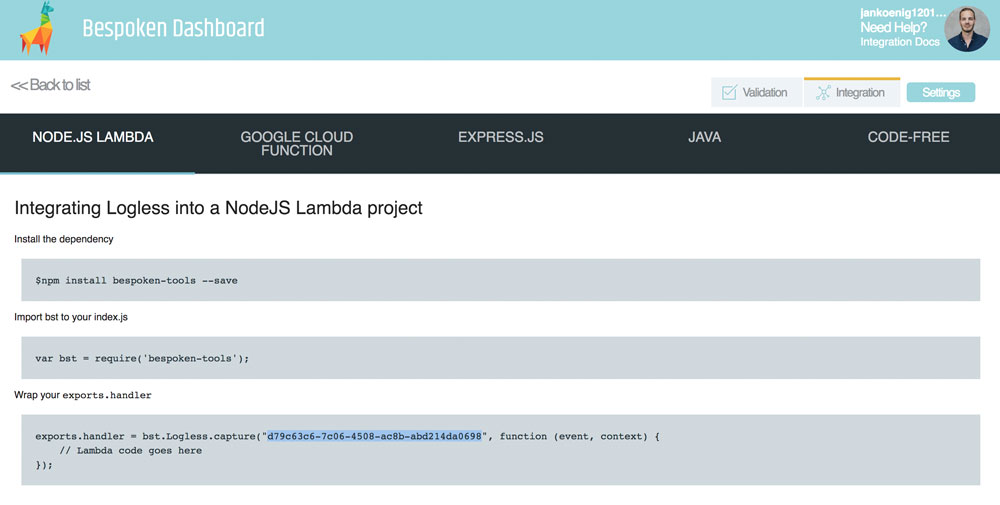 Bespoken Dashboard
jankoenig1201...
Need Help?
Integration Docs
<< Back to list
Validation
Integration
Settings
NODE.JS LAMBDA
GOOGLE CLOUD
FUNCTION
EXPRESS.JS
JAVA
CODE-FREE
Integrating Logless into a NodeJS Lambda project
Install the dependency
$npm install bespoken-tools --save
Import bst to your index.js
var bst = require('bespoken-tools');
Wrap your exports.handler
exports.handler = bst.Logless.capture("d79c63c6-7c06-4508-ac8b-abd214da0698", function (event, context) {
// Lambda code goes here
});